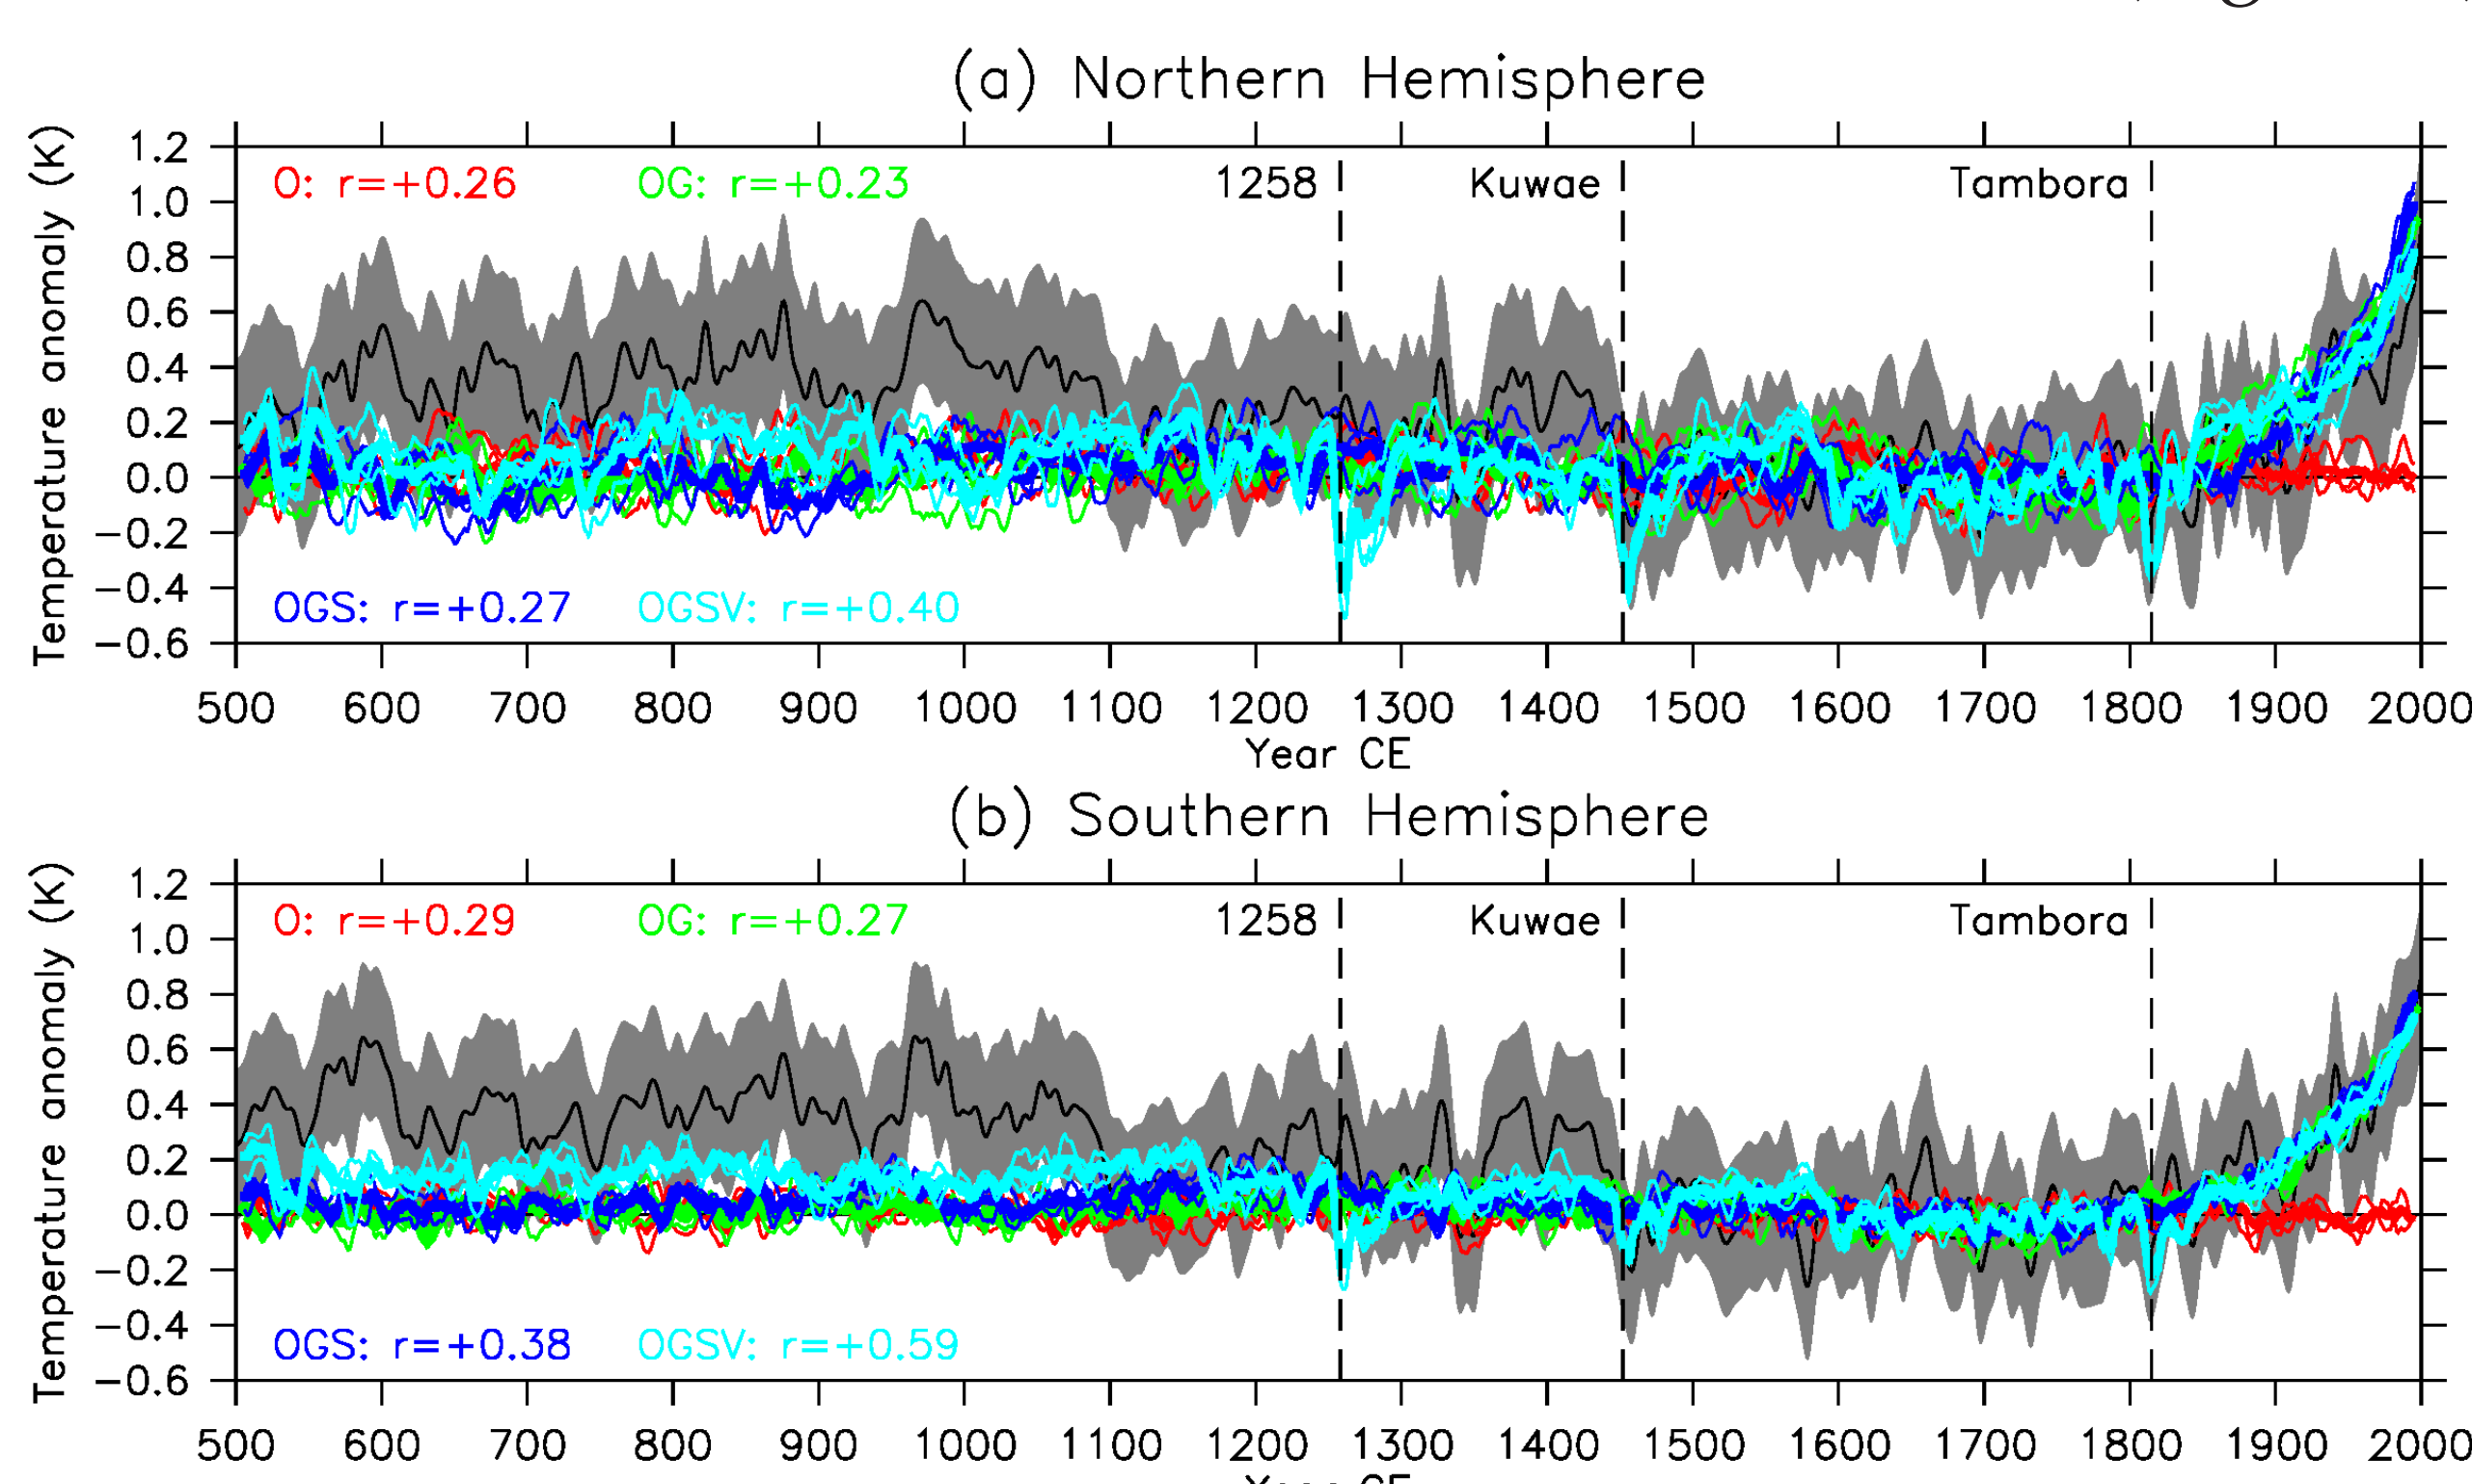 (a) Northern Hemisphere
Temperature anomaly (K)
1.2
1.0
0.8
0.6
0.4
0.2
0.0
−0.2
−0.4
−0.6
O: r=+0.26 OG: r=+0.23 1258 Kuwae Tambora
OGS: r=+0.27 OGSV: r=+0.40
500 600 700 800 900 1000 1100 1200 1300 1400 1500 1600 1700 1800 1900 2000
Year CE
(b) Southern Hemisphere
Temperature anomaly (K)
1.2
1.0
0.8
0.6
0.4
0.2
0.0
−0.2
−0.4
−0.6
O: r=+0.29 OG: r=+0.27 1258 Kuwae Tambora
OGS: r=+0.38 OGSV: r=+0.59
500 600 700 800 900 1000 1100 1200 1300 1400 1500 1600 1700 1800 1900 2000